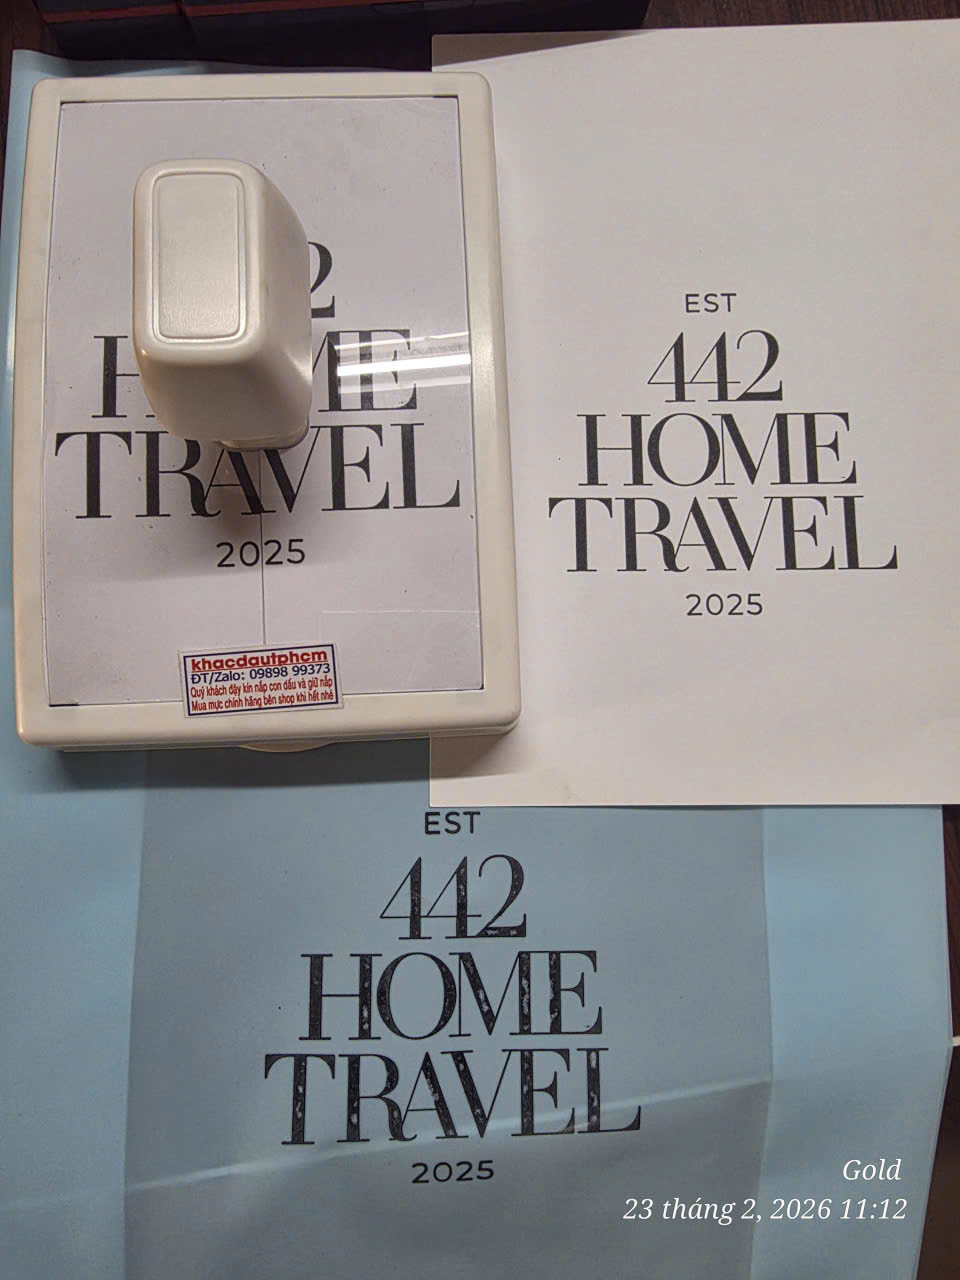 2
HOME
TRAVEL
2025
khacdautphcm
ĐT/Zalo: 09898 99373
Quý khách đậy kín nắp con dấu và giữ nắp
Mua mực chính hãng bên shop khi hết nhé
EST
442
HOME
TRAVEL
2025
EST
442
HOME
TRAVEL
2025
Gold
23 tháng 2, 2026 11:12